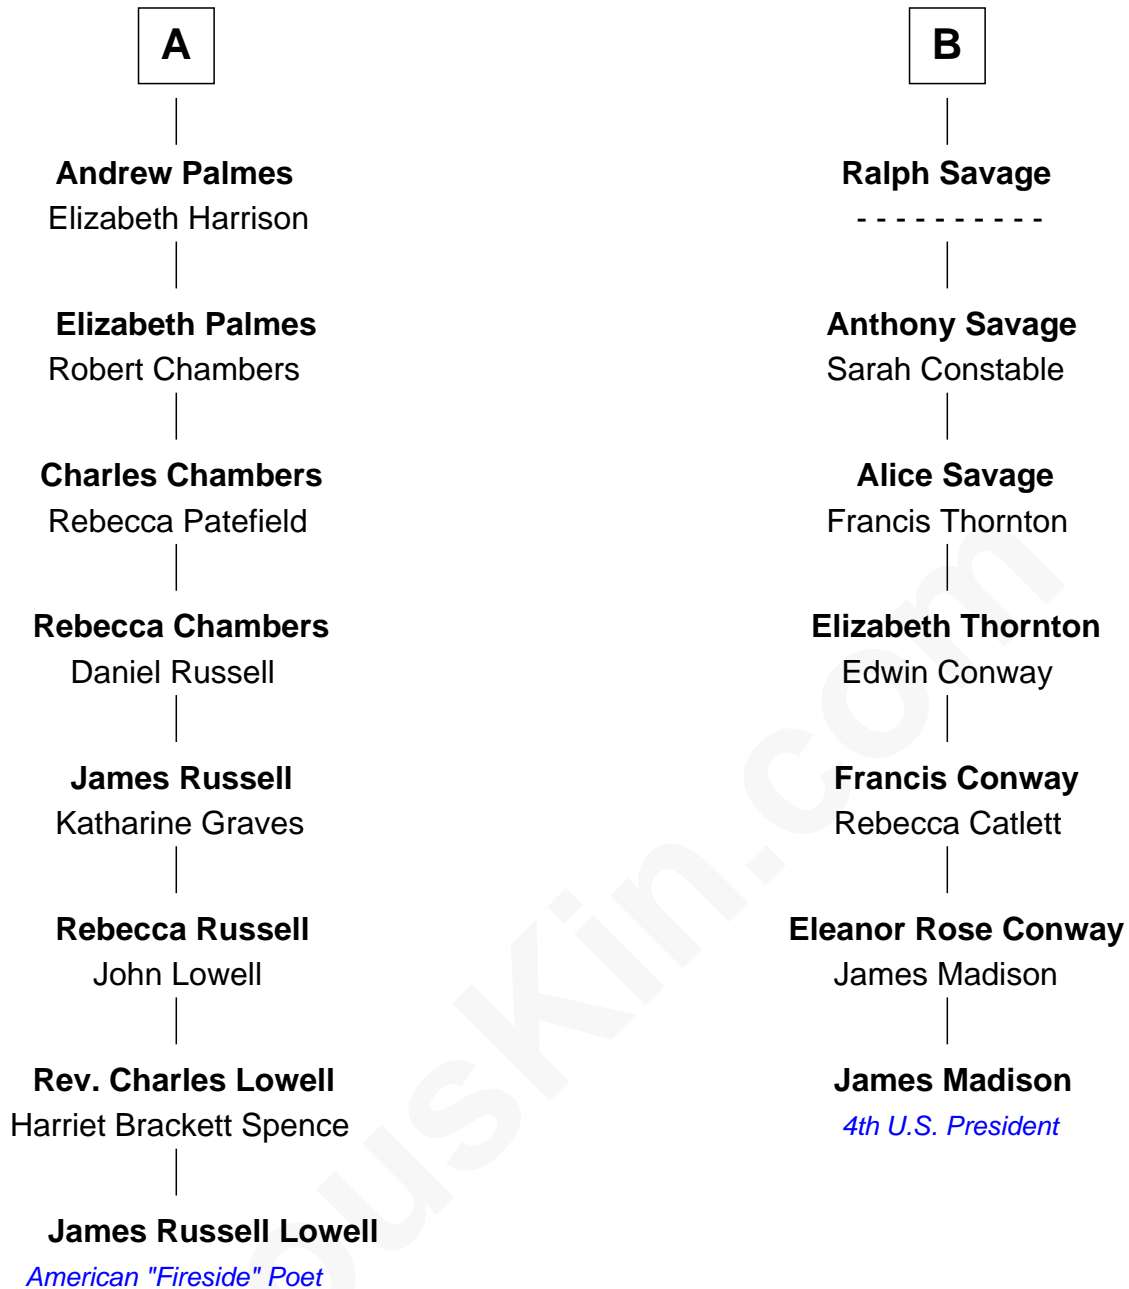 A
Andrew Palmes
Elizabeth Harrison
Elizabeth Palmes
Robert Chambers
Charles Chambers
Rebecca Patefield
Rebecca Chambers
Daniel Russell
James Russell
Katharine Graves
Rebecca Russell
John Lowell
Rev. Charles Lowell
Harriet Brackett Spence
James Russell Lowell
American "Fireside" Poet
B
Ralph Savage
- - - - - - - - - -
Anthony Savage
Sarah Constable
Alice Savage
Francis Thornton
Elizabeth Thornton
Edwin Conway
Francis Conway
Rebecca Catlett
Eleanor Rose Conway
James Madison
James Madison
4th U.S. President
ousKin.com